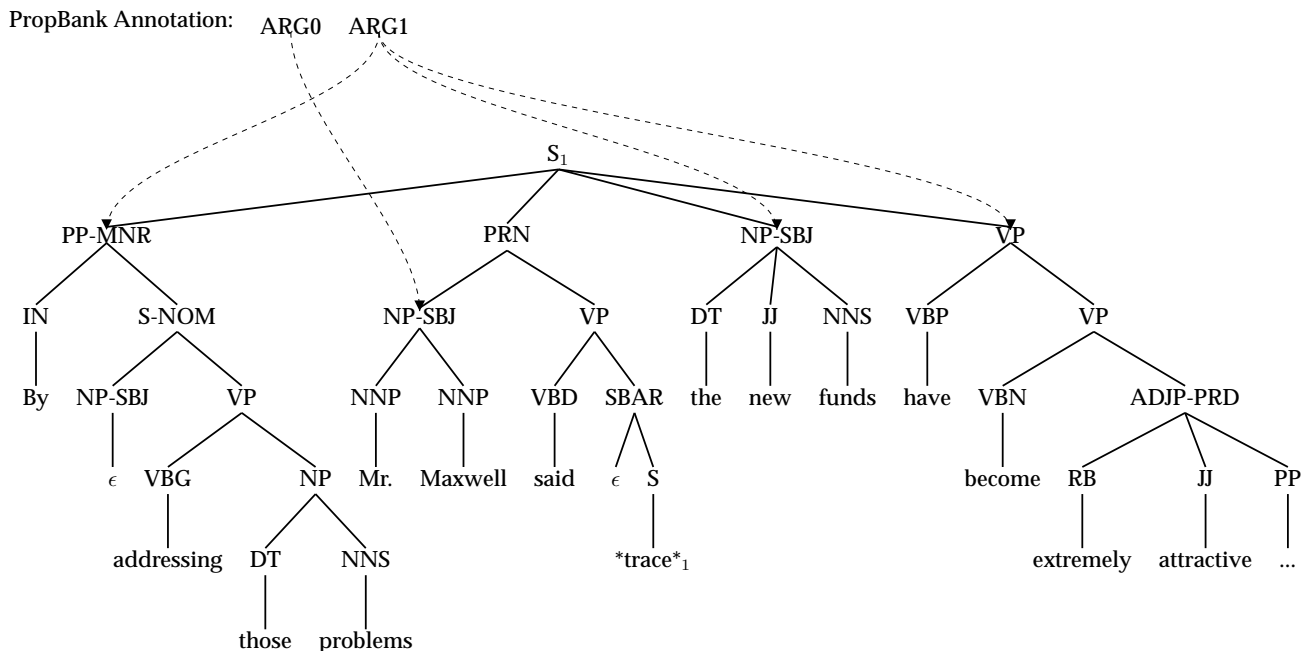 PropBank Annotation: ARG0 ARG1
S₁
PP-MNR PRN NP-SBJ VP
IN S-NOM NP-SBJ VP DT JJ NNS VBP VP
By NP-SBJ VP NNP NNP VBD SBAR the new funds have VBN ADJP-PRD
ϵ VBG NP Mr. Maxwell said ϵ S become RB JJ PP
addressing DT NNS *trace*₁ extremely attractive ...
those problems